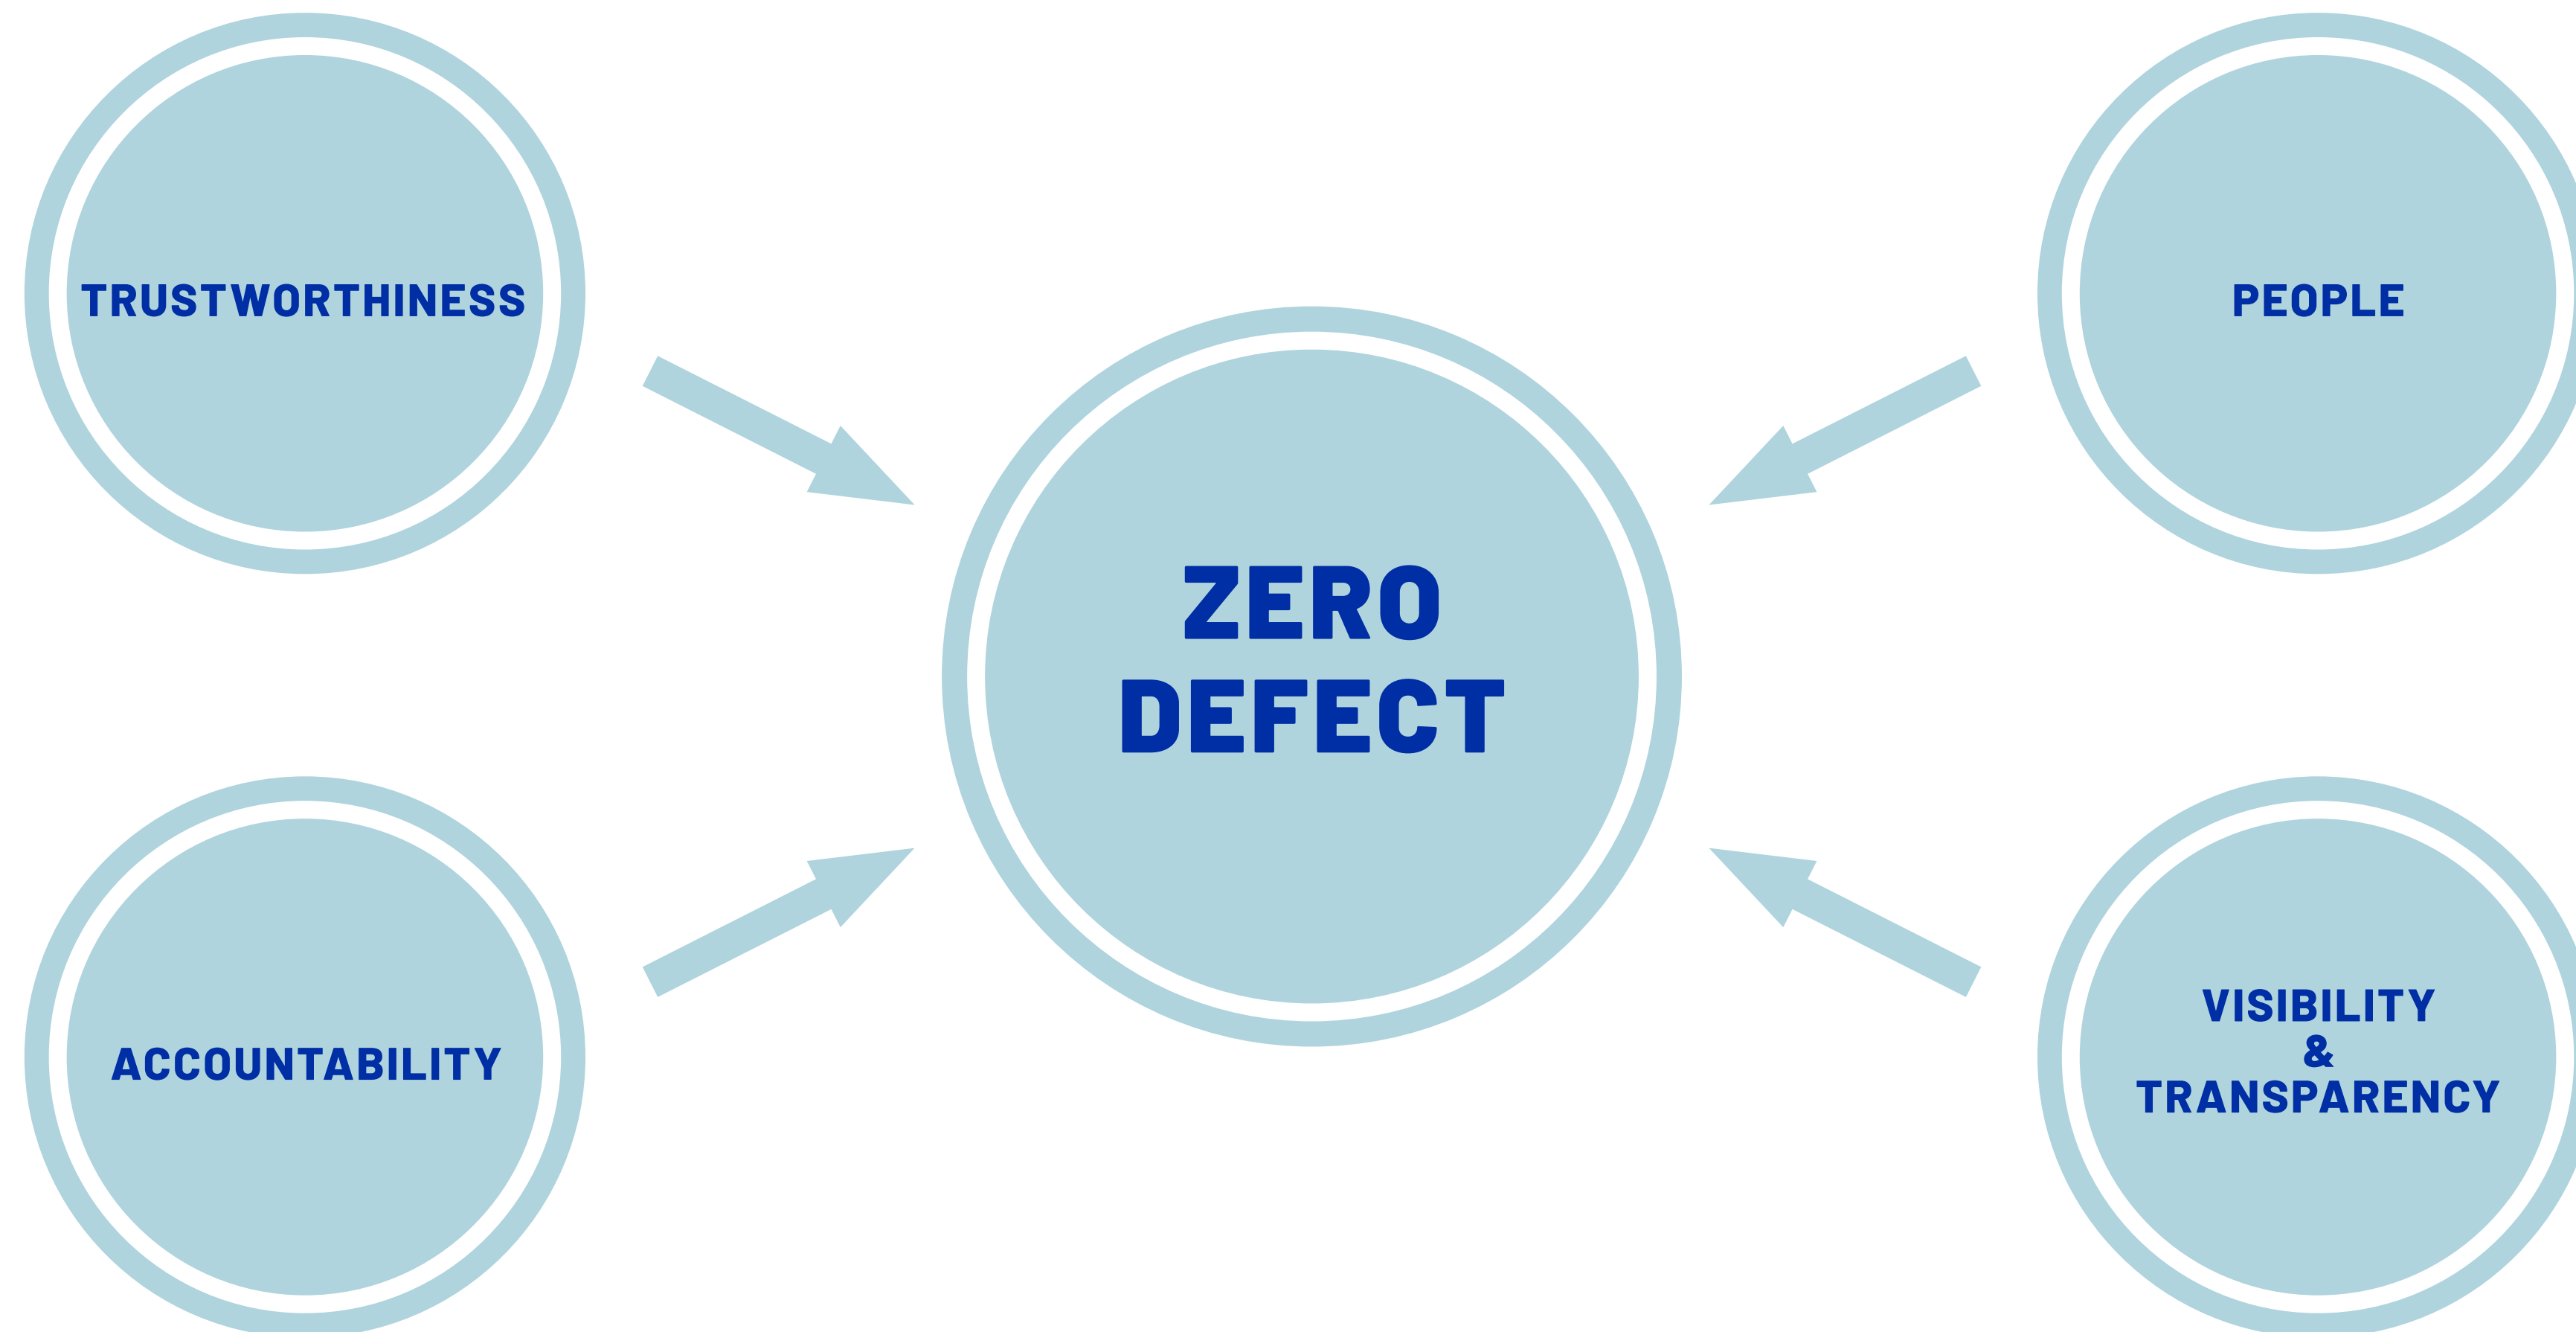 TRUSTWORTHINESS
PEOPLE
ZERO
DEFECT
ACCOUNTABILITY
VISIBILITY
&
TRANSPARENCY